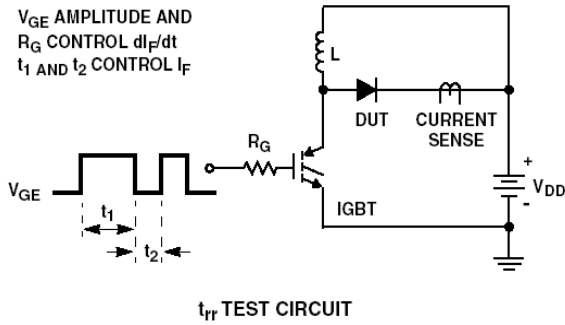 VGE AMPLITUDE AND
RG CONTROL dIF/dt
t1 AND t2 CONTROL IF
L
DUT
CURRENT
SENSE
RG
VGE
t1
t2
IGBT
+
VDD
-
trr TEST CIRCUIT